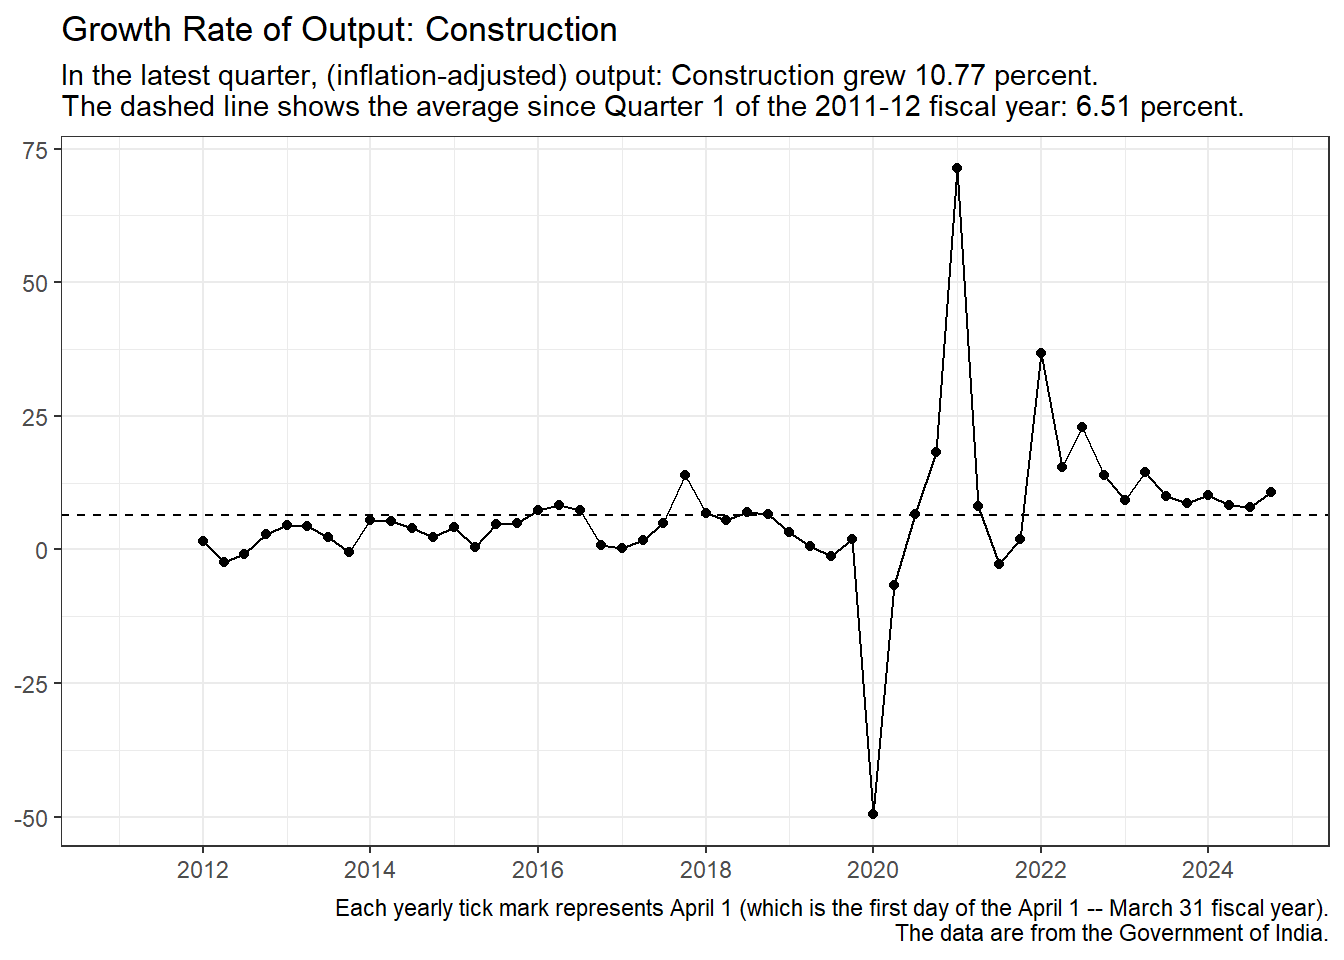 Growth Rate of Output: Construction
In the latest quarter, (inflation-adjusted) output: Construction grew 10.77 percent.
The dashed line shows the average since Quarter 1 of the 2011-12 fiscal year: 6.51 percent.
75
50
25
0
-25
-50
2012 2014 2016 2018 2020 2022 2024
Each yearly tick mark represents April 1 (which is the first day of the April 1 -- March 31 fiscal year).
The data are from the Government of India.